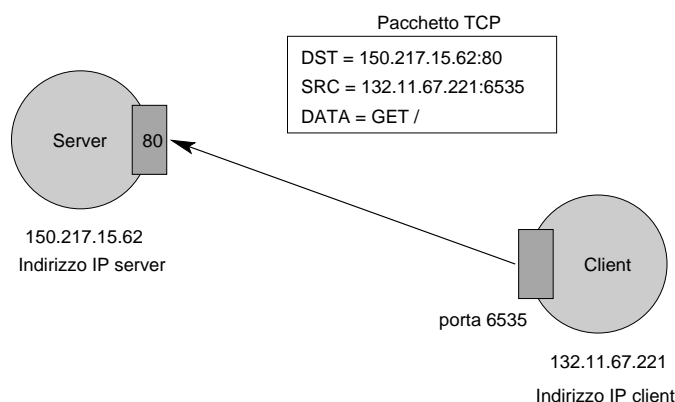 Pacchetto TCP
DST = 150.217.15.62:80
SRC = 132.11.67.221:6535
DATA = GET /
Server
80
150.217.15.62
Indirizzo IP server
Client
porta 6535
132.11.67.221
Indirizzo IP client